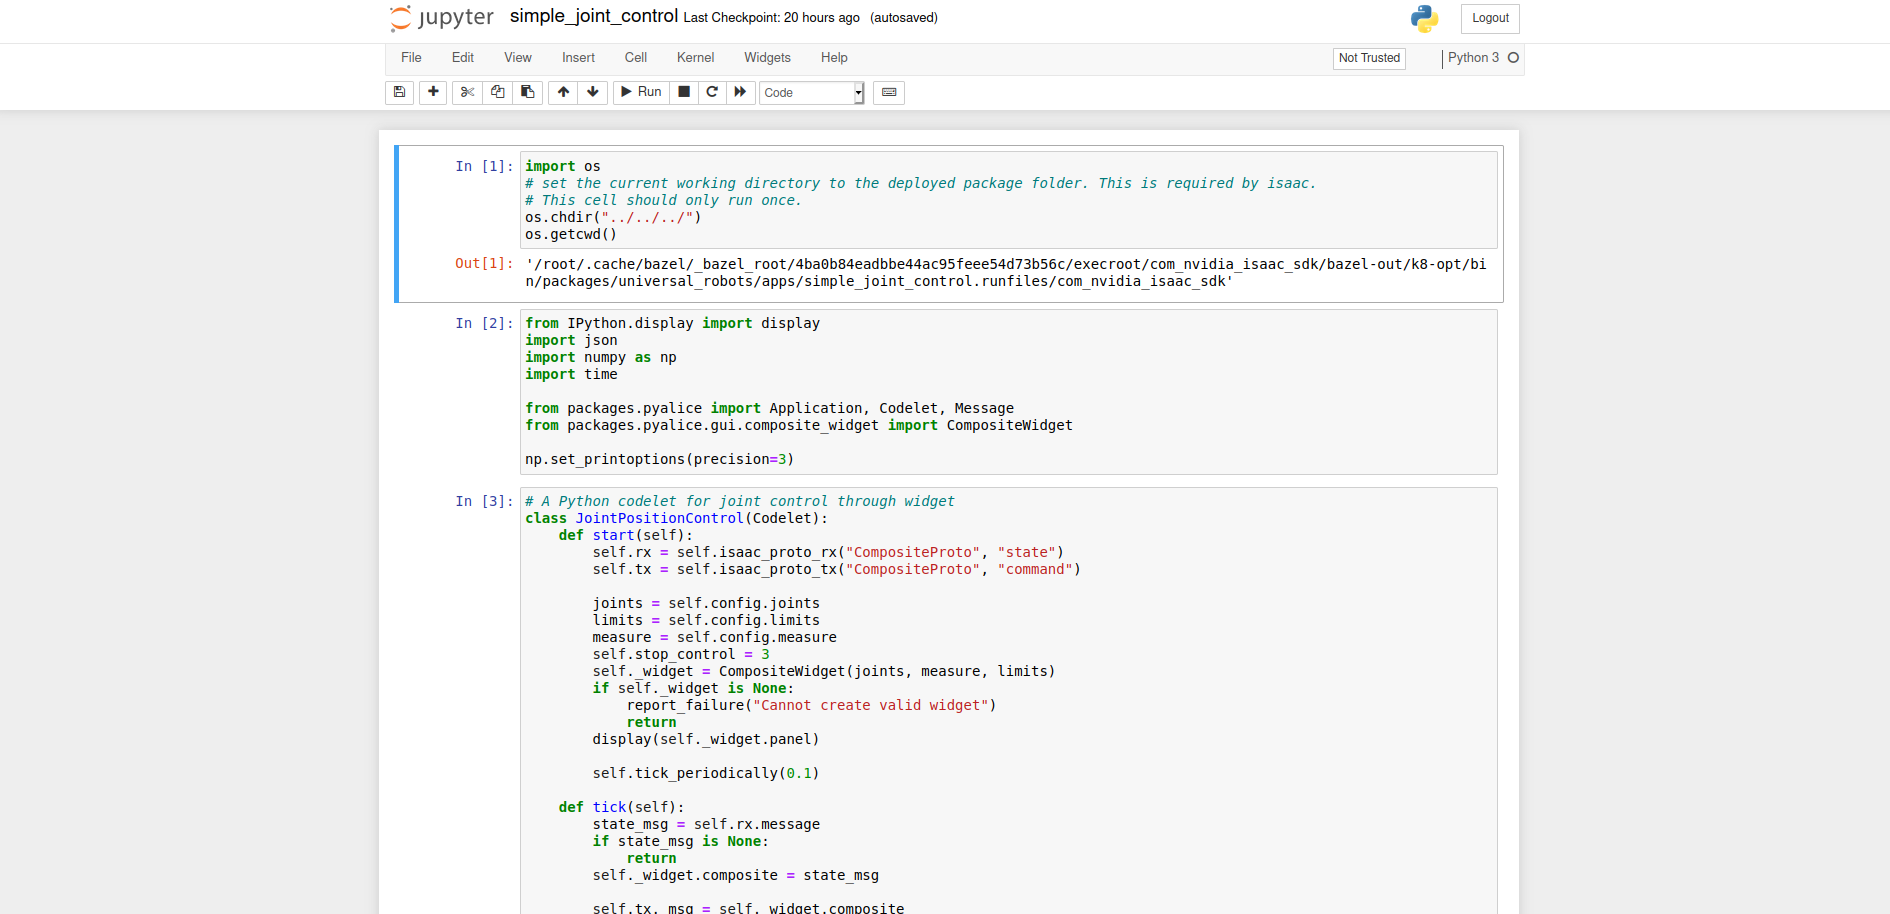 jupyter simple_joint_control Last Checkpoint: 20 hours ago (autosaved) Logout
File Edit View Insert Cell Kernel Widgets Help Not Trusted Python 3
Run Code
In [1]: import os
# set the current working directory to the deployed package folder. This is required by isaac.
# This cell should only run once.
os.chdir("../../../")
os.getcwd()
Out[1]: '/root/.cache/bazel/_bazel_root/4ba0b84eadbbe44ac95feee54d73b56c/execroot/com_nvidia_isaac_sdk/bazel-out/k8-opt/bi
n/packages/universal_robots/apps/simple_joint_control.runfiles/com_nvidia_isaac_sdk'
In [2]: from IPython.display import display
import json
import numpy as np
import time
from packages.pyalice import Application, Codelet, Message
from packages.pyalice.gui.composite_widget import CompositeWidget
np.set_printoptions(precision=3)
In [3]: # A Python codelet for joint control through widget
class JointPositionControl(Codelet):
    def start(self):
        self.rx = self.isaac_proto_rx("CompositeProto", "state")
        self.tx = self.isaac_proto_tx("CompositeProto", "command")
        joints = self.config.joints
        limits = self.config.limits
        measure = self.config.measure
        self.stop_control = 3
        self._widget = CompositeWidget(joints, measure, limits)
        if self._widget is None:
            report_failure("Cannot create valid widget")
            return
        display(self._widget.panel)
        self.tick_periodically(0.1)
    def tick(self):
        state_msg = self.rx.message
        if state_msg is None:
            return
        self._widget.composite = state_msg
        self.tx._msg = self._widget.composite